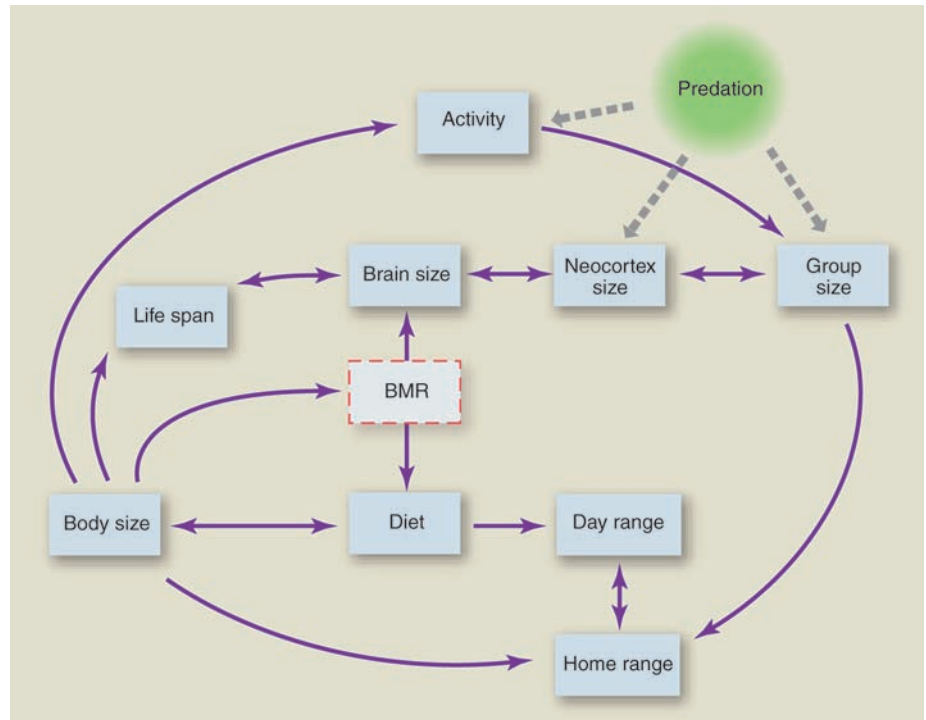 Predation
Activity
Brain size
Neocortex
size
Group
size
Life span
BMR
Body size
Diet
Day range
Home range